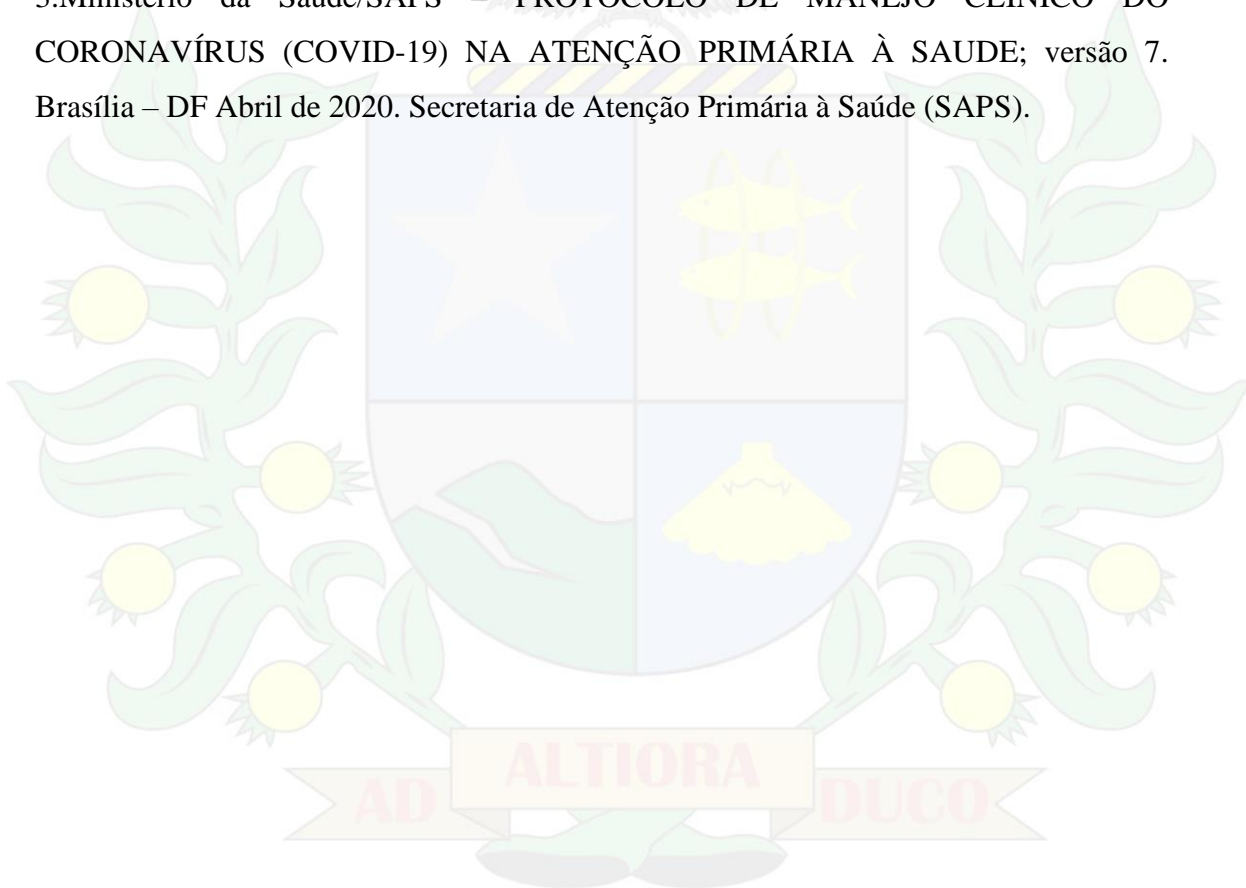 5.Ministério da Saúde/SAPS – PROTOCOLO DE MANEJO CLÍNICO DO
CORONAVÍRUS (COVID-19) NA ATENÇÃO PRIMÁRIA À SAUDE; versão 7.
Brasília – DF Abril de 2020. Secretaria de Atenção Primária à Saúde (SAPS).
AD ALTIORA DUCO